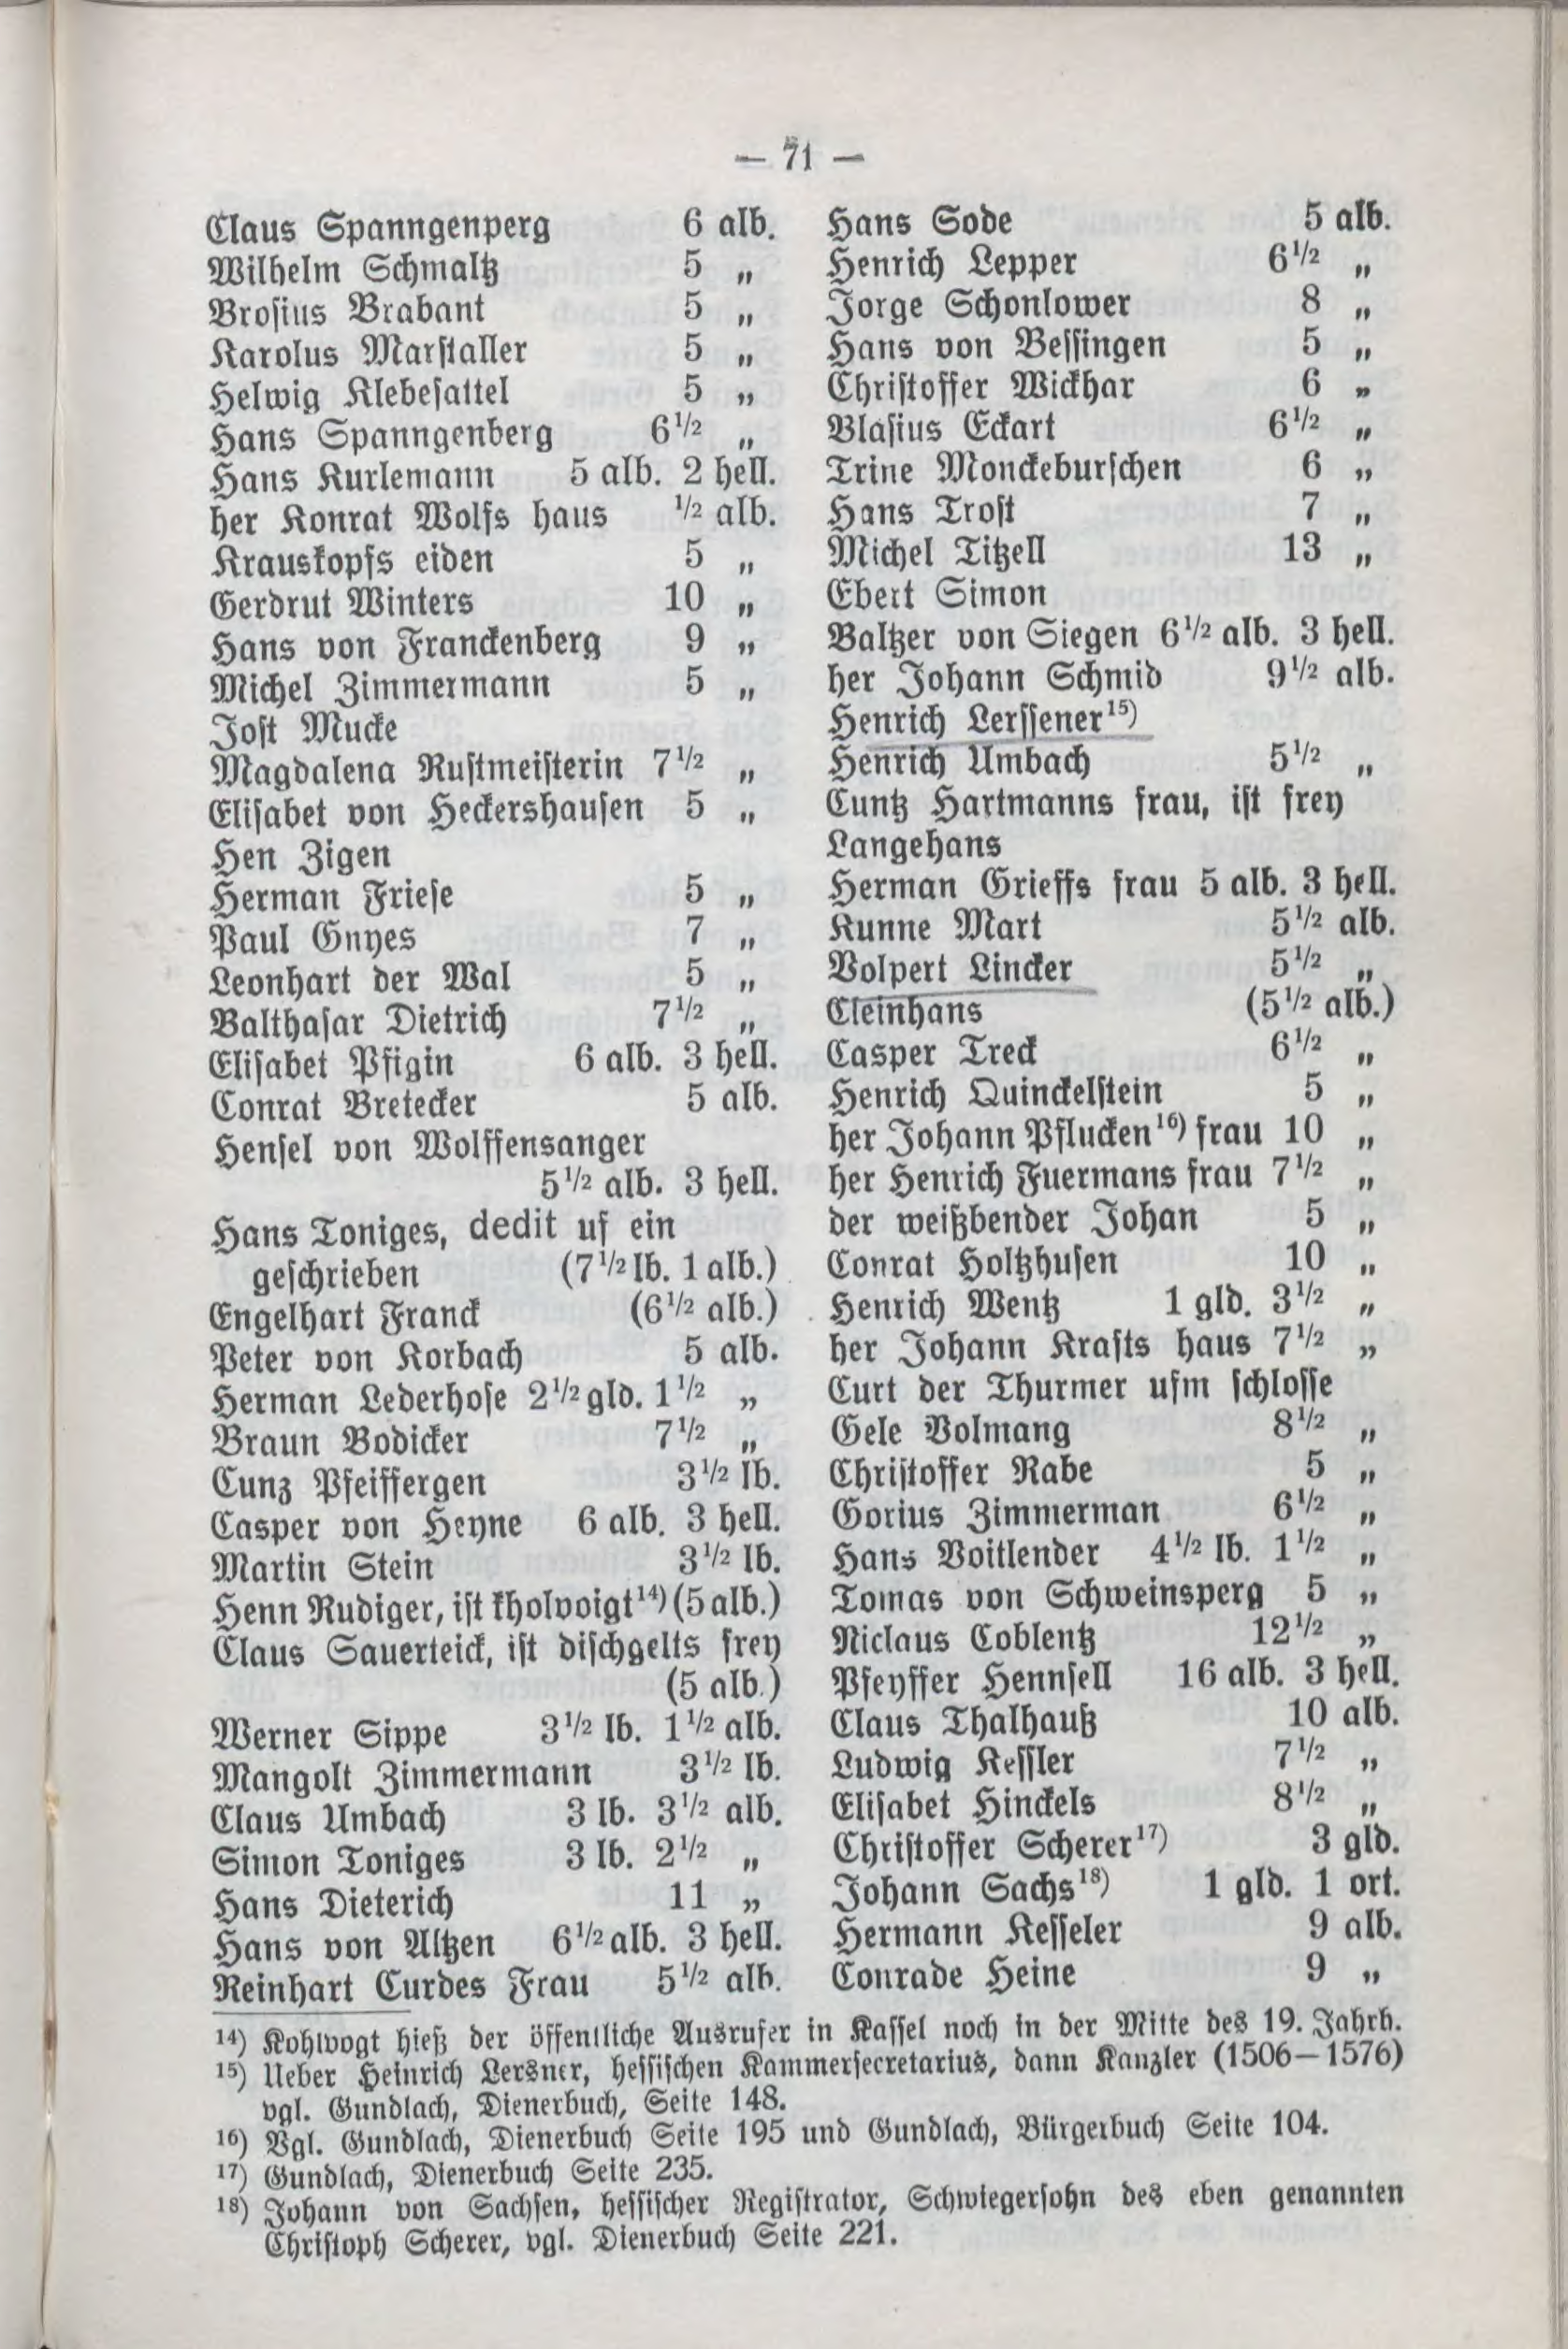 — 71 —
Claus Spanngenperg 6 alb.
Wilhelm Schmaltz 5 „
Brosius Brabant 5 „
Karolus Marstaller 5 „
Helwig Klebesattel 5 „
Hans Spanngenberg 6½ „
Hans Kurlemann 5 alb. 2 hell.
her Konrat Wolfs haus ½ alb.
Krauskopfs eiden 5 „
Gerdrut Winters 10 „
Hans von Franckenberg 9 „
Michel Zimmermann 5 „
Jost Mucke
Magdalena Rustmeisterin 7½ „
Elisabet von Heckershausen 5 „
Hen Zigen
Herman Friese 5 „
Paul Gnyes 7 „
Leonhart der Wal 5 „
Balthasar Dietrich 7½ „
Elisabet Pfigin 6 alb. 3 hell.
Conrat Bretecker 5 alb.
Hensel von Wolffensanger
5½ alb. 3 hell.
Hans Toniges, dedit uf ein
geschrieben (7½ lb. 1 alb.)
Engelhart Franck (6½ alb.)
Peter von Korbach 5 alb.
Herman Lederhose 2½ gld. 1½ „
Braun Bodicker 7½ „
Cunz Pfeiffergen 3½ lb.
Casper von Heyne 6 alb. 3 hell.
Martin Stein 3½ lb.
Henn Rudiger, ist kholvoigt¹⁴) (5 alb.)
Claus Sauerteick, ist dischgelts frey
(5 alb.)
Werner Sippe 3½ lb. 1½ alb.
Mangolt Zimmermann 3½ lb.
Claus Umbach 3 lb. 3½ alb.
Simon Toniges 3 lb. 2½ „
Hans Dieterich 11 „
Hans von Altzen 6½ alb. 3 hell.
Reinhart Curdes Frau 5½ alb.
Hans Sode 5 alb.
Henrich Lepper 6½ „
Jorge Schonlower 8 „
Hans von Bessingen 5 „
Christoffer Wickhar 6 „
Blasius Eckart 6½ „
Trine Monckeburschen 6 „
Hans Trost 7 „
Michel Titzell 13 „
Ebert Simon
Baltzer von Siegen 6½ alb. 3 hell.
her Johann Schmid 9½ alb.
Henrich Lerssener¹⁵)
Henrich Umbach 5½ „
Cuntz Hartmanns frau, ist frey
Langehans
Herman Grieffs frau 5 alb. 3 hell.
Kunne Mart 5½ alb.
Volpert Lincker 5½ „
Cleinhans (5½ alb.)
Casper Treck 6½ „
Henrich Quinckelstein 5 „
her Johann Pflucken¹⁶) frau 10 „
her Henrich Fuermans frau 7½ „
der weißbender Johan 5 „
Conrat Holtzhusen 10 „
Henrich Wentz 1 gld. 3½ „
her Johann Krafts haus 7½ „
Curt der Thurmer ufm schlosse
Gele Volmang 8½ „
Christoffer Rabe 5 „
Gorius Zimmerman 6½ „
Hans Voitlender 4½ lb. 1½ „
Tomas von Schweinsperg 5 „
Niclaus Coblentz 12½ „
Pfeyffer Hennsell 16 alb. 3 hell.
Claus Thalhauß 10 alb.
Ludwig Kessler 7½ „
Elisabet Hinckels 8½ „
Christoffer Scherer¹⁷) 3 gld.
Johann Sachs¹⁸) 1 gld. 1 ort.
Hermann Kesseler 9 alb.
Conrade Heine 9 „
¹⁴) Kohlvogt hieß der öffentliche Ausrufer in Kassel noch in der Mitte des 19. Jahrh.
¹⁵) Ueber Heinrich Lersner, hessischen Kammersecretarius, dann Kanzler (1506—1576)
vgl. Gundlach, Dienerbuch, Seite 148.
¹⁶) Vgl. Gundlach, Dienerbuch Seite 195 und Gundlach, Bürgerbuch Seite 104.
¹⁷) Gundlach, Dienerbuch Seite 235.
¹⁸) Johann von Sachsen, hessischer Registrator, Schwiegersohn des eben genannten
Christoph Scherer, vgl. Dienerbuch Seite 221.